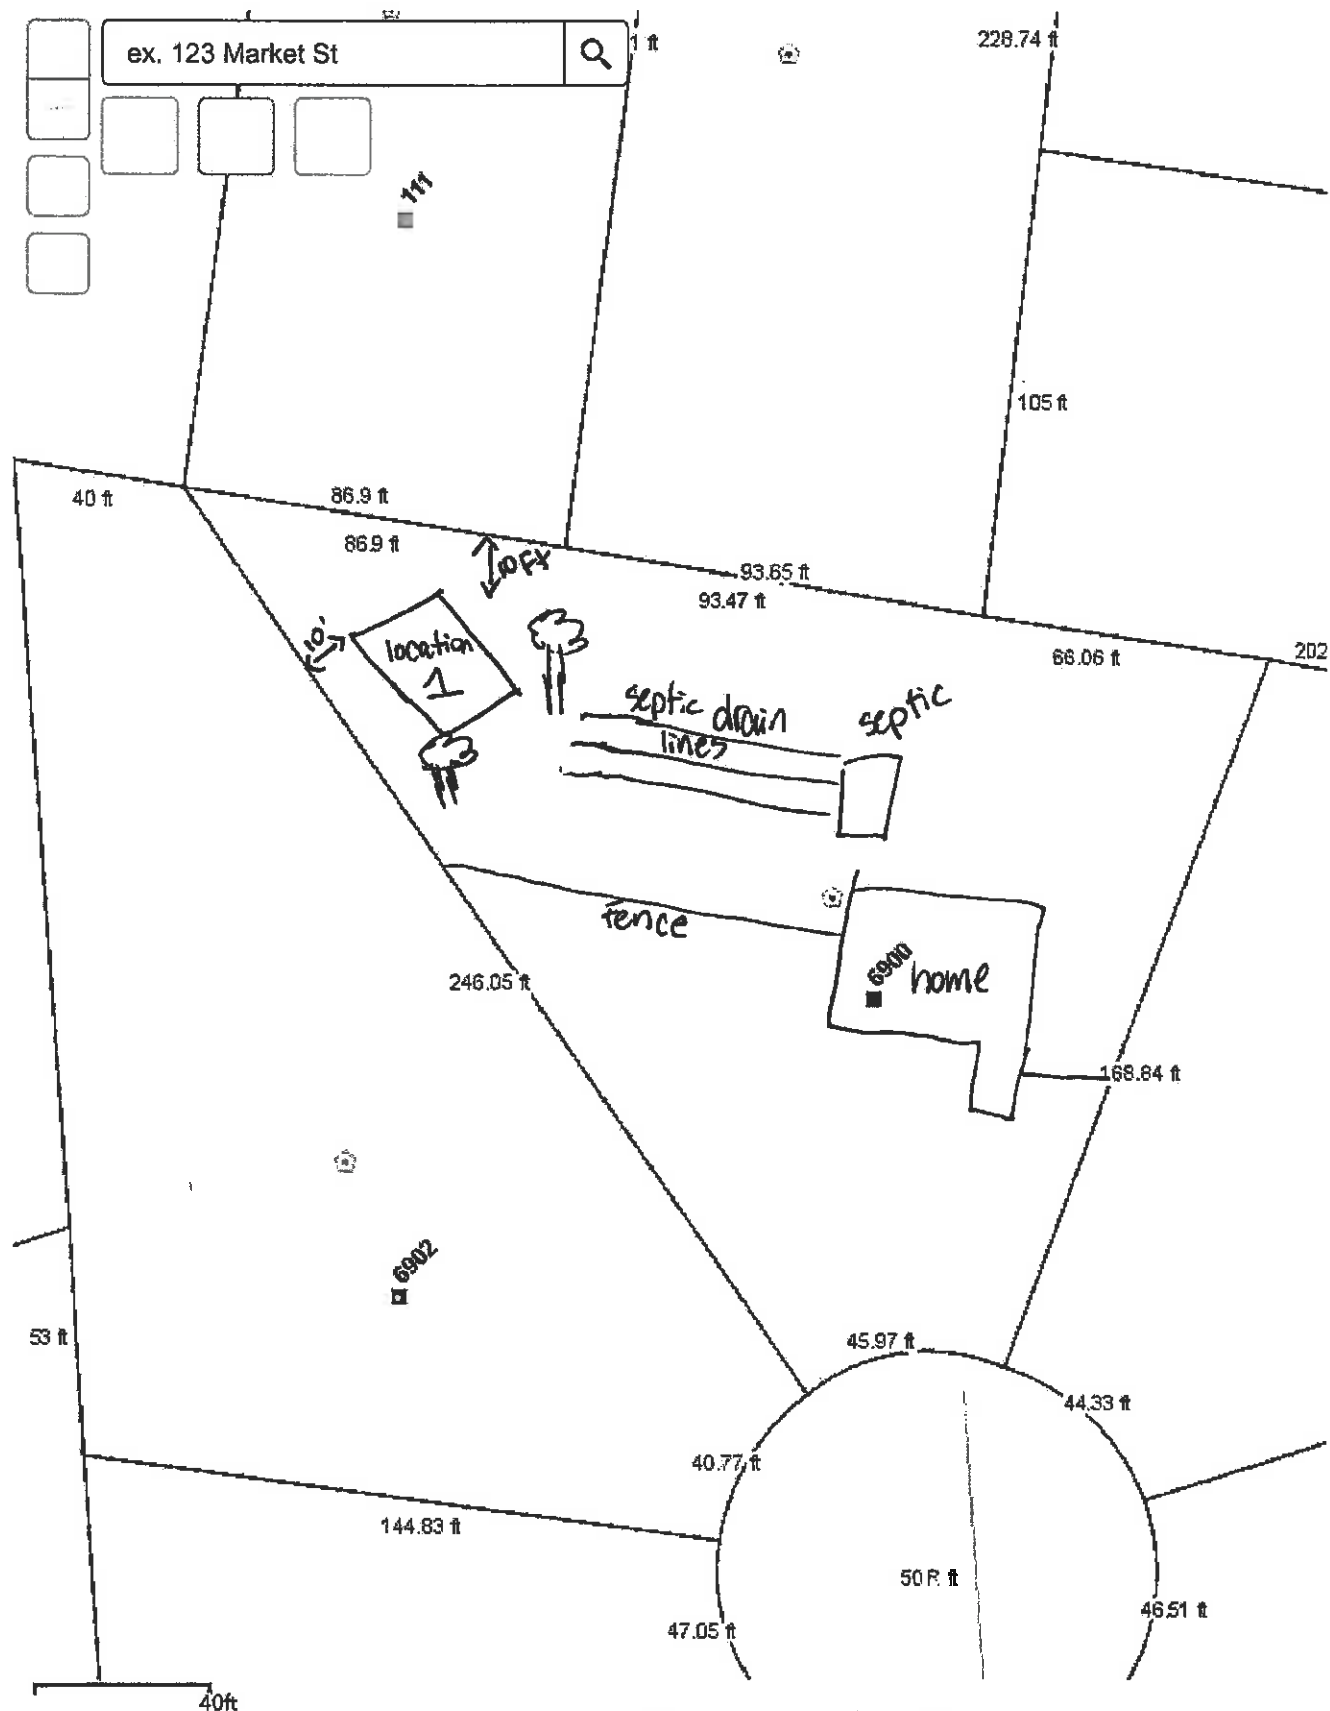 ex. 123 Market St
1 ft
228.74 ft
111
105 ft
40 ft
86.9 ft
86.9 ft
10 Ft
93.65 ft
93.47 ft
66.06 ft
202
10'
location
1
septic drain
lines
septic
fence
6900
home
246.05 ft
168.84 ft
6902
53 ft
45.97 ft
44.33 ft
40.77 ft
144.83 ft
50 R ft
47.05 ft
46.51 ft
40ft